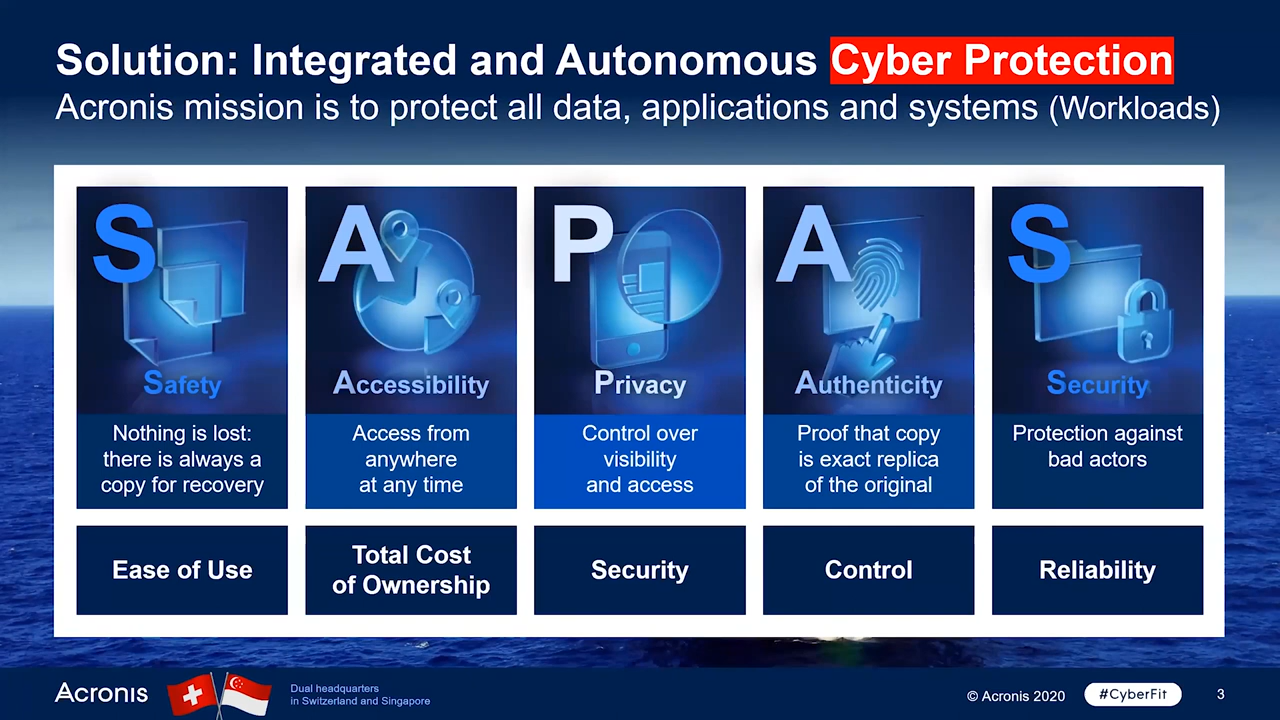 Solution: Integrated and Autonomous Cyber Protection
Acronis mission is to protect all data, applications and systems (Workloads)
S
Safety
Nothing is lost:
there is always a
copy for recovery
A
Accessibility
Access from
anywhere
at any time
P
Privacy
Control over
visibility
and access
A
Authenticity
Proof that copy
is exact replica
of the original
S
Security
Protection against
bad actors
Ease of Use
Total Cost
of Ownership
Security
Control
Reliability
Acronis
Dual headquarters
in Switzerland and Singapore
© Acronis 2020
#CyberFit
3